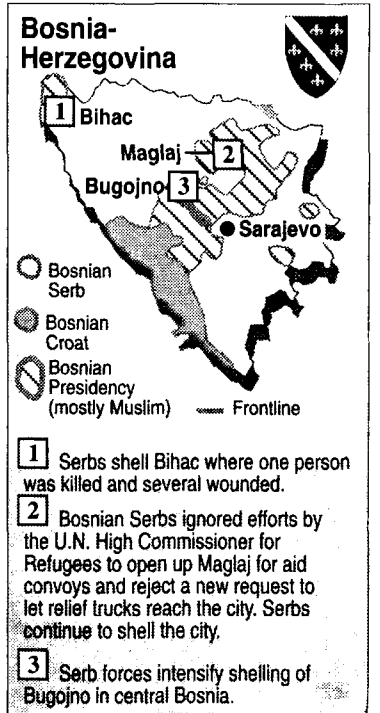 Bosnia-
Herzegovina
1 Bihac
Maglaj 2
Bugojno 3
Sarajevo
Bosnian
Serb
Bosnian
Croat
Bosnian
Presidency
(mostly Muslim)
Frontline
1 Serbs shell Bihac where one person
was killed and several wounded.
2 Bosnian Serbs ignored efforts by
the U.N. High Commissioner for
Refugees to open up Maglaj for aid
convoys and reject a new request to
let relief trucks reach the city. Serbs
continue to shell the city.
3 Serb forces intensify shelling of
Bugojno in central Bosnia.